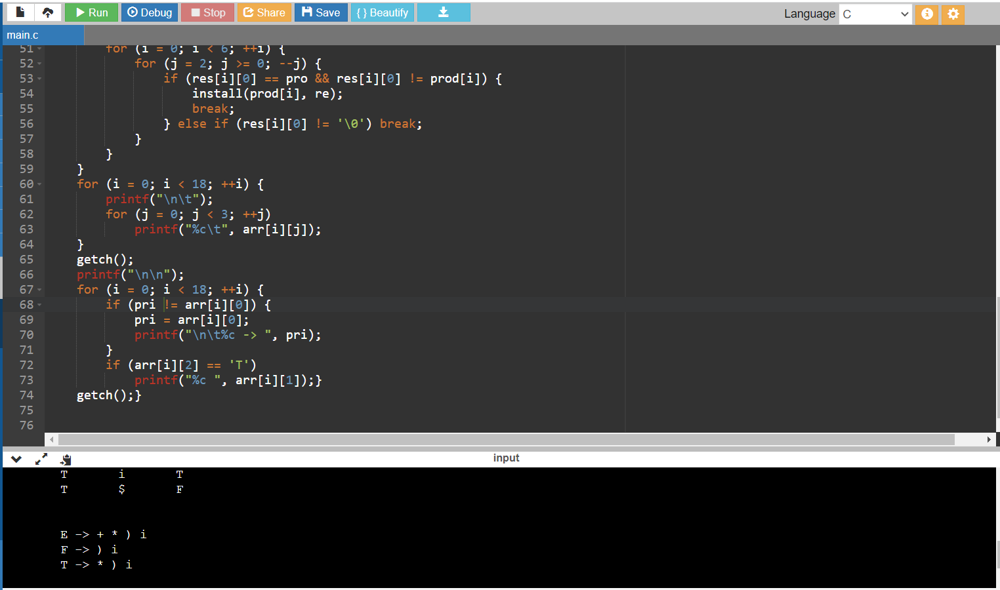 Run Debug Stop Share Save { } Beautify Language C
main.c
51 for (i = 0; i < 6; ++i) {
52 for (j = 2; j >= 0; --j) {
53 if (res[i][0] == pro && res[i][0] != prod[i]) {
54 install(prod[i], re);
55 break;
56 } else if (res[i][0] != '\0') break;
57 }
58 }
59 }
60 for (i = 0; i < 18; ++i) {
61 printf("\n\t");
62 for (j = 0; j < 3; ++j)
63 printf("%c\t", arr[i][j]);
64 }
65 getch();
66 printf("\n\n");
67 for (i = 0; i < 18; ++i) {
68 if (pri != arr[i][0]) {
69 pri = arr[i][0];
70 printf("\n\t%c -> ", pri);
71 }
72 if (arr[i][2] == 'T')
73 printf("%c ", arr[i][1]);}
74 getch();}
75
76
input
T i T
T $ F
E -> + * ) i
F -> ) i
T -> * ) i